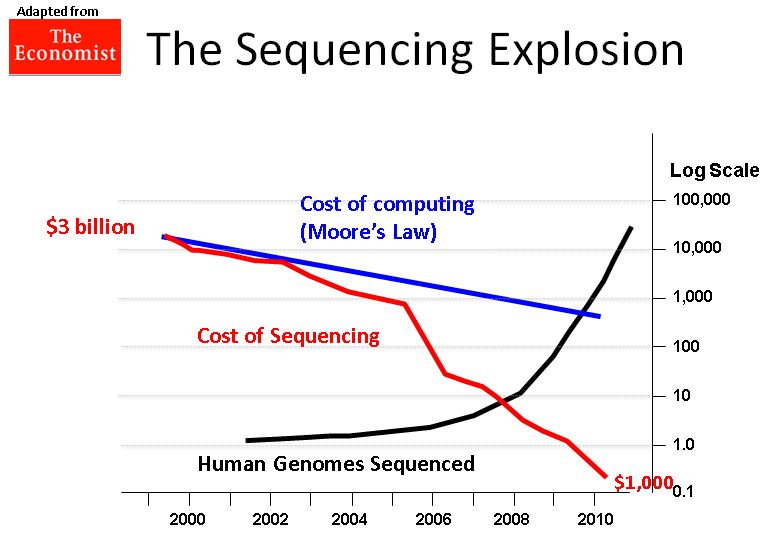 Adapted from
The
Economist
The Sequencing Explosion
Log Scale
100,000
10,000
1,000
100
10
1.0
0.1
Cost of computing
(Moore's Law)
$3 billion
Cost of Sequencing
Human Genomes Sequenced
$1,000
2000 2002 2004 2006 2008 2010